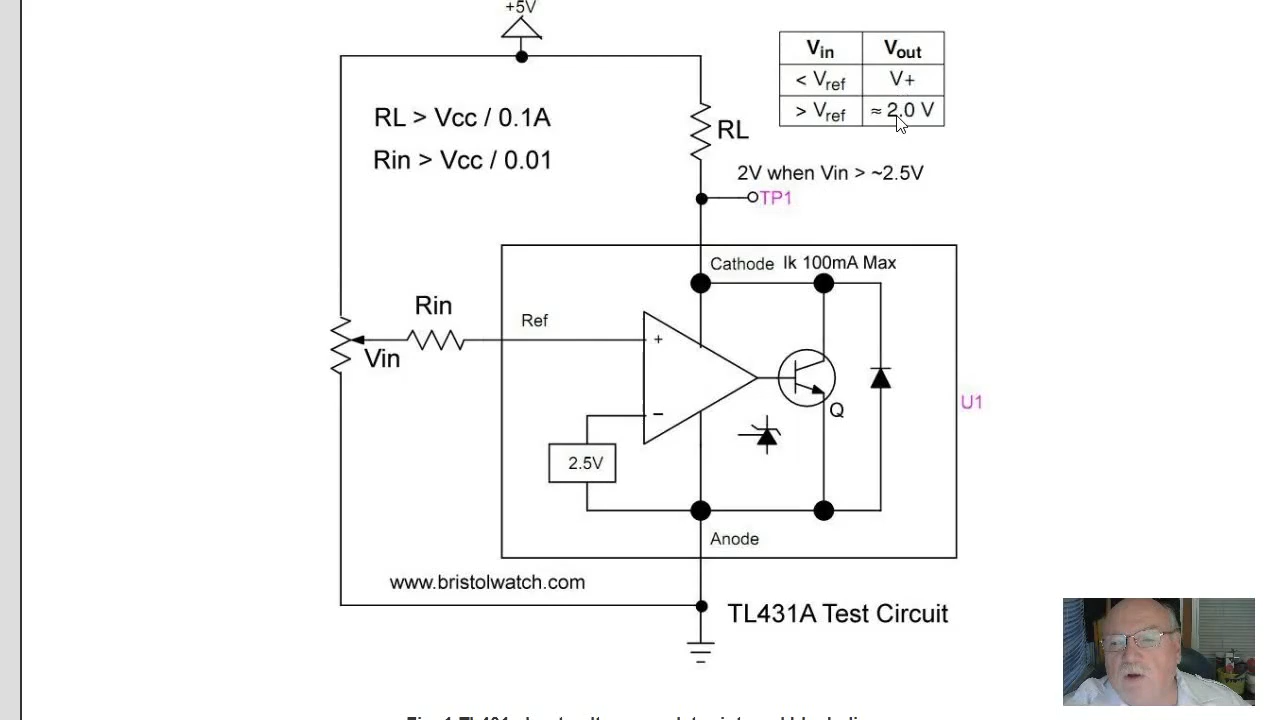 +5V
Vin Vout
< Vref V+
> Vref ≈ 2.0 V
RL > Vcc / 0.1A
RL
Rin > Vcc / 0.01
2V when Vin > ~2.5V
TP1
Cathode Ik 100mA Max
Rin
Ref
+
Vin
U1
Q
−
2.5V
Anode
www.bristolwatch.com
TL431A Test Circuit